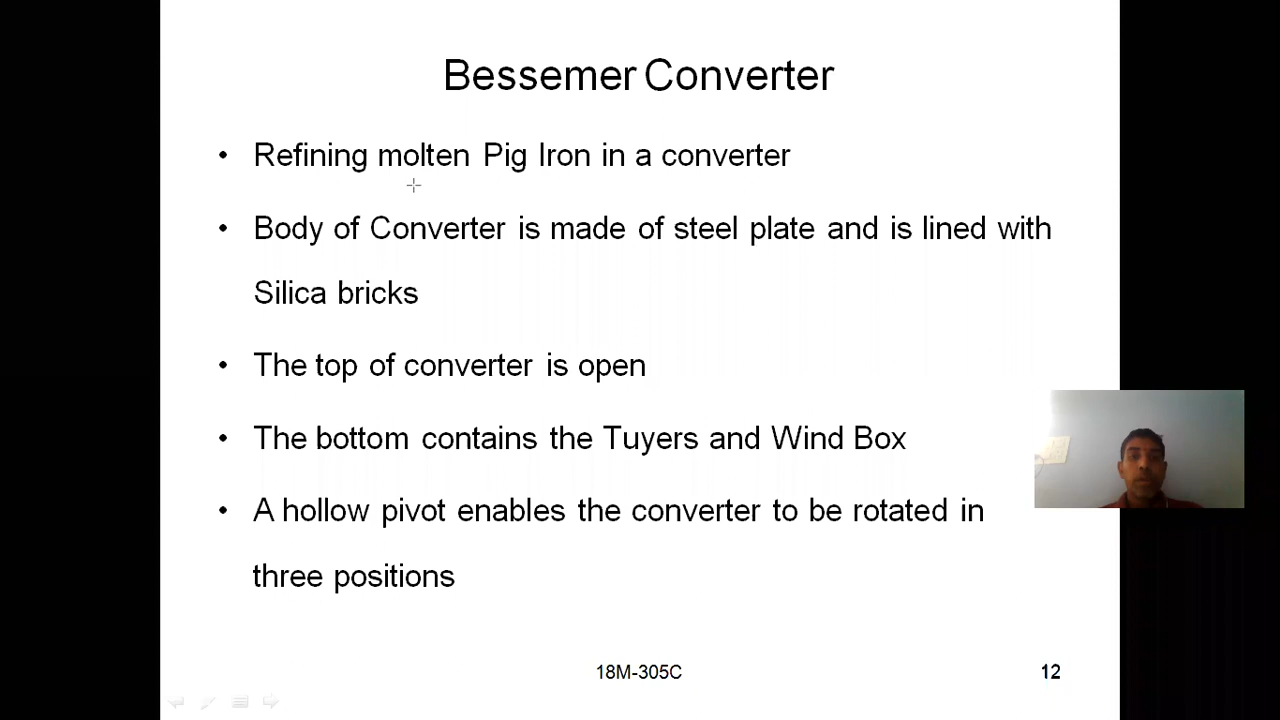 Bessemer Converter
• Refining molten Pig Iron in a converter
• Body of Converter is made of steel plate and is lined with
Silica bricks
• The top of converter is open
• The bottom contains the Tuyers and Wind Box
• A hollow pivot enables the converter to be rotated in
three positions
18M-305C
12